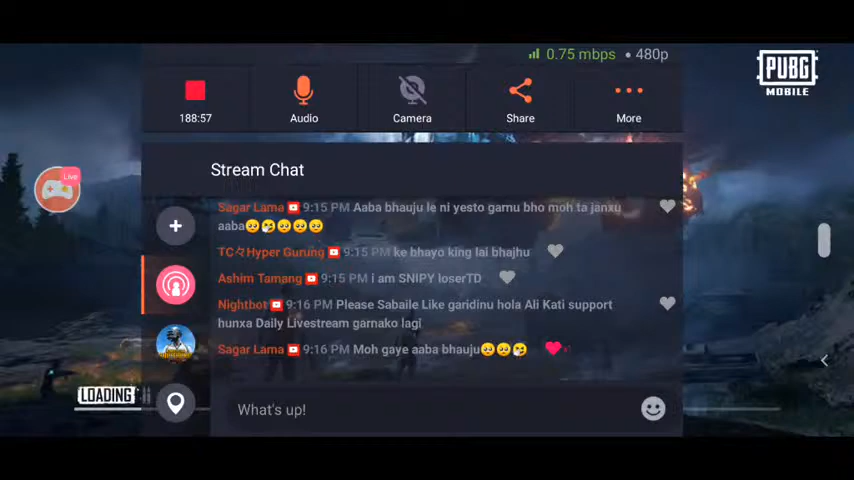 0.75 mbps • 480p
PUBG
MOBILE
188:57
Audio
Camera
Share
More
Live
Stream Chat
Sagar Lama 9:15 PM Aaba bhauju le ni yesto garnu bho moh ta janxu
aaba🥺🤧🥺🥺🥺
TC々Hyper Gurung 9:15 PM ke bhayo king lai bhajhu
Ashim Tamang 9:15 PM i am SNIPY loserTD
Nightbot 9:16 PM Please Sabaile Like garidinu hola Ali Kati support
hunxa Daily Livestream garnako lagi
Sagar Lama 9:16 PM Moh gaye aaba bhauju🥺🥺🤧
LOADING
What's up!